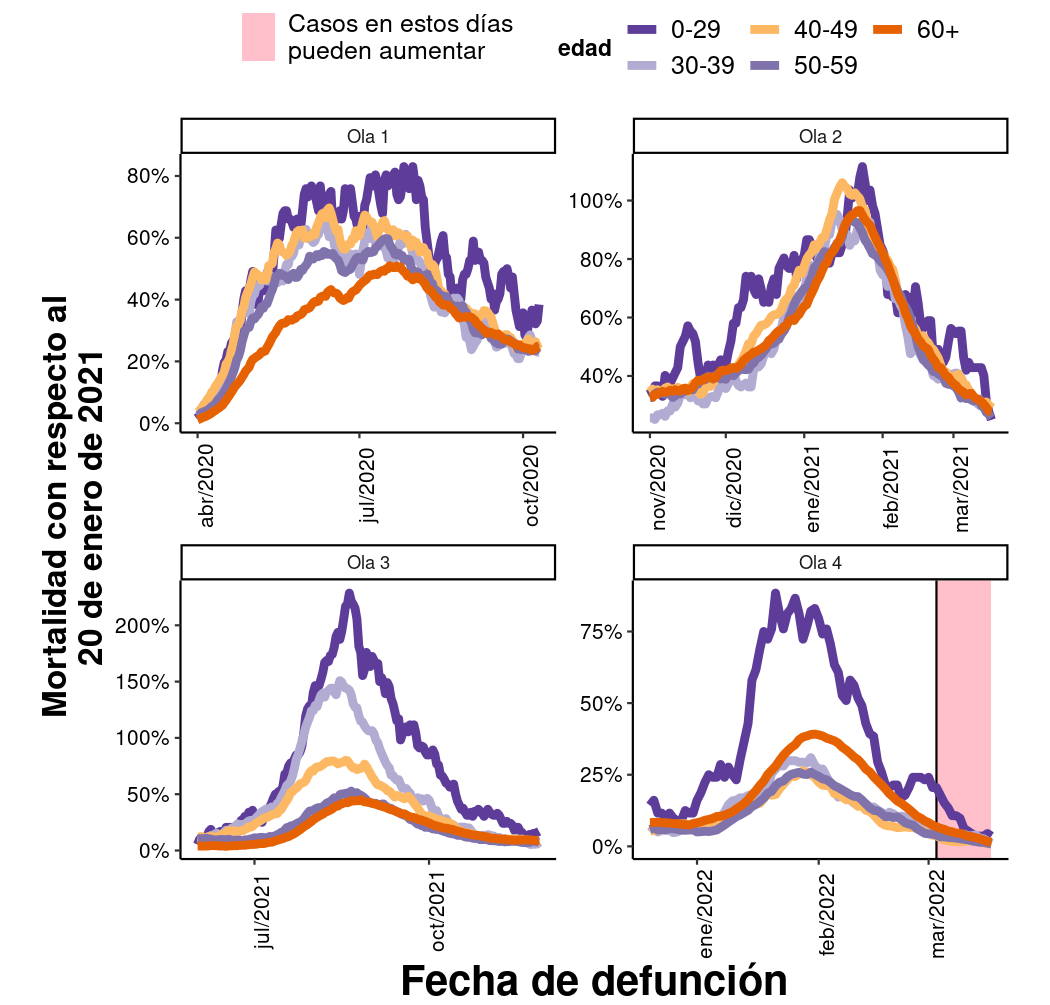 Casos en estos días
pueden aumentar
edad
0-29
30-39
40-49
50-59
60+
Mortalidad con respecto al
20 de enero de 2021
Ola 1
80%
60%
40%
20%
0%
abr/2020
jul/2020
oct/2020
Ola 2
100%
80%
60%
40%
nov/2020
dic/2020
ene/2021
feb/2021
mar/2021
Ola 3
200%
150%
100%
50%
0%
jul/2021
oct/2021
Ola 4
75%
50%
25%
0%
ene/2022
feb/2022
mar/2022
Fecha de defunción